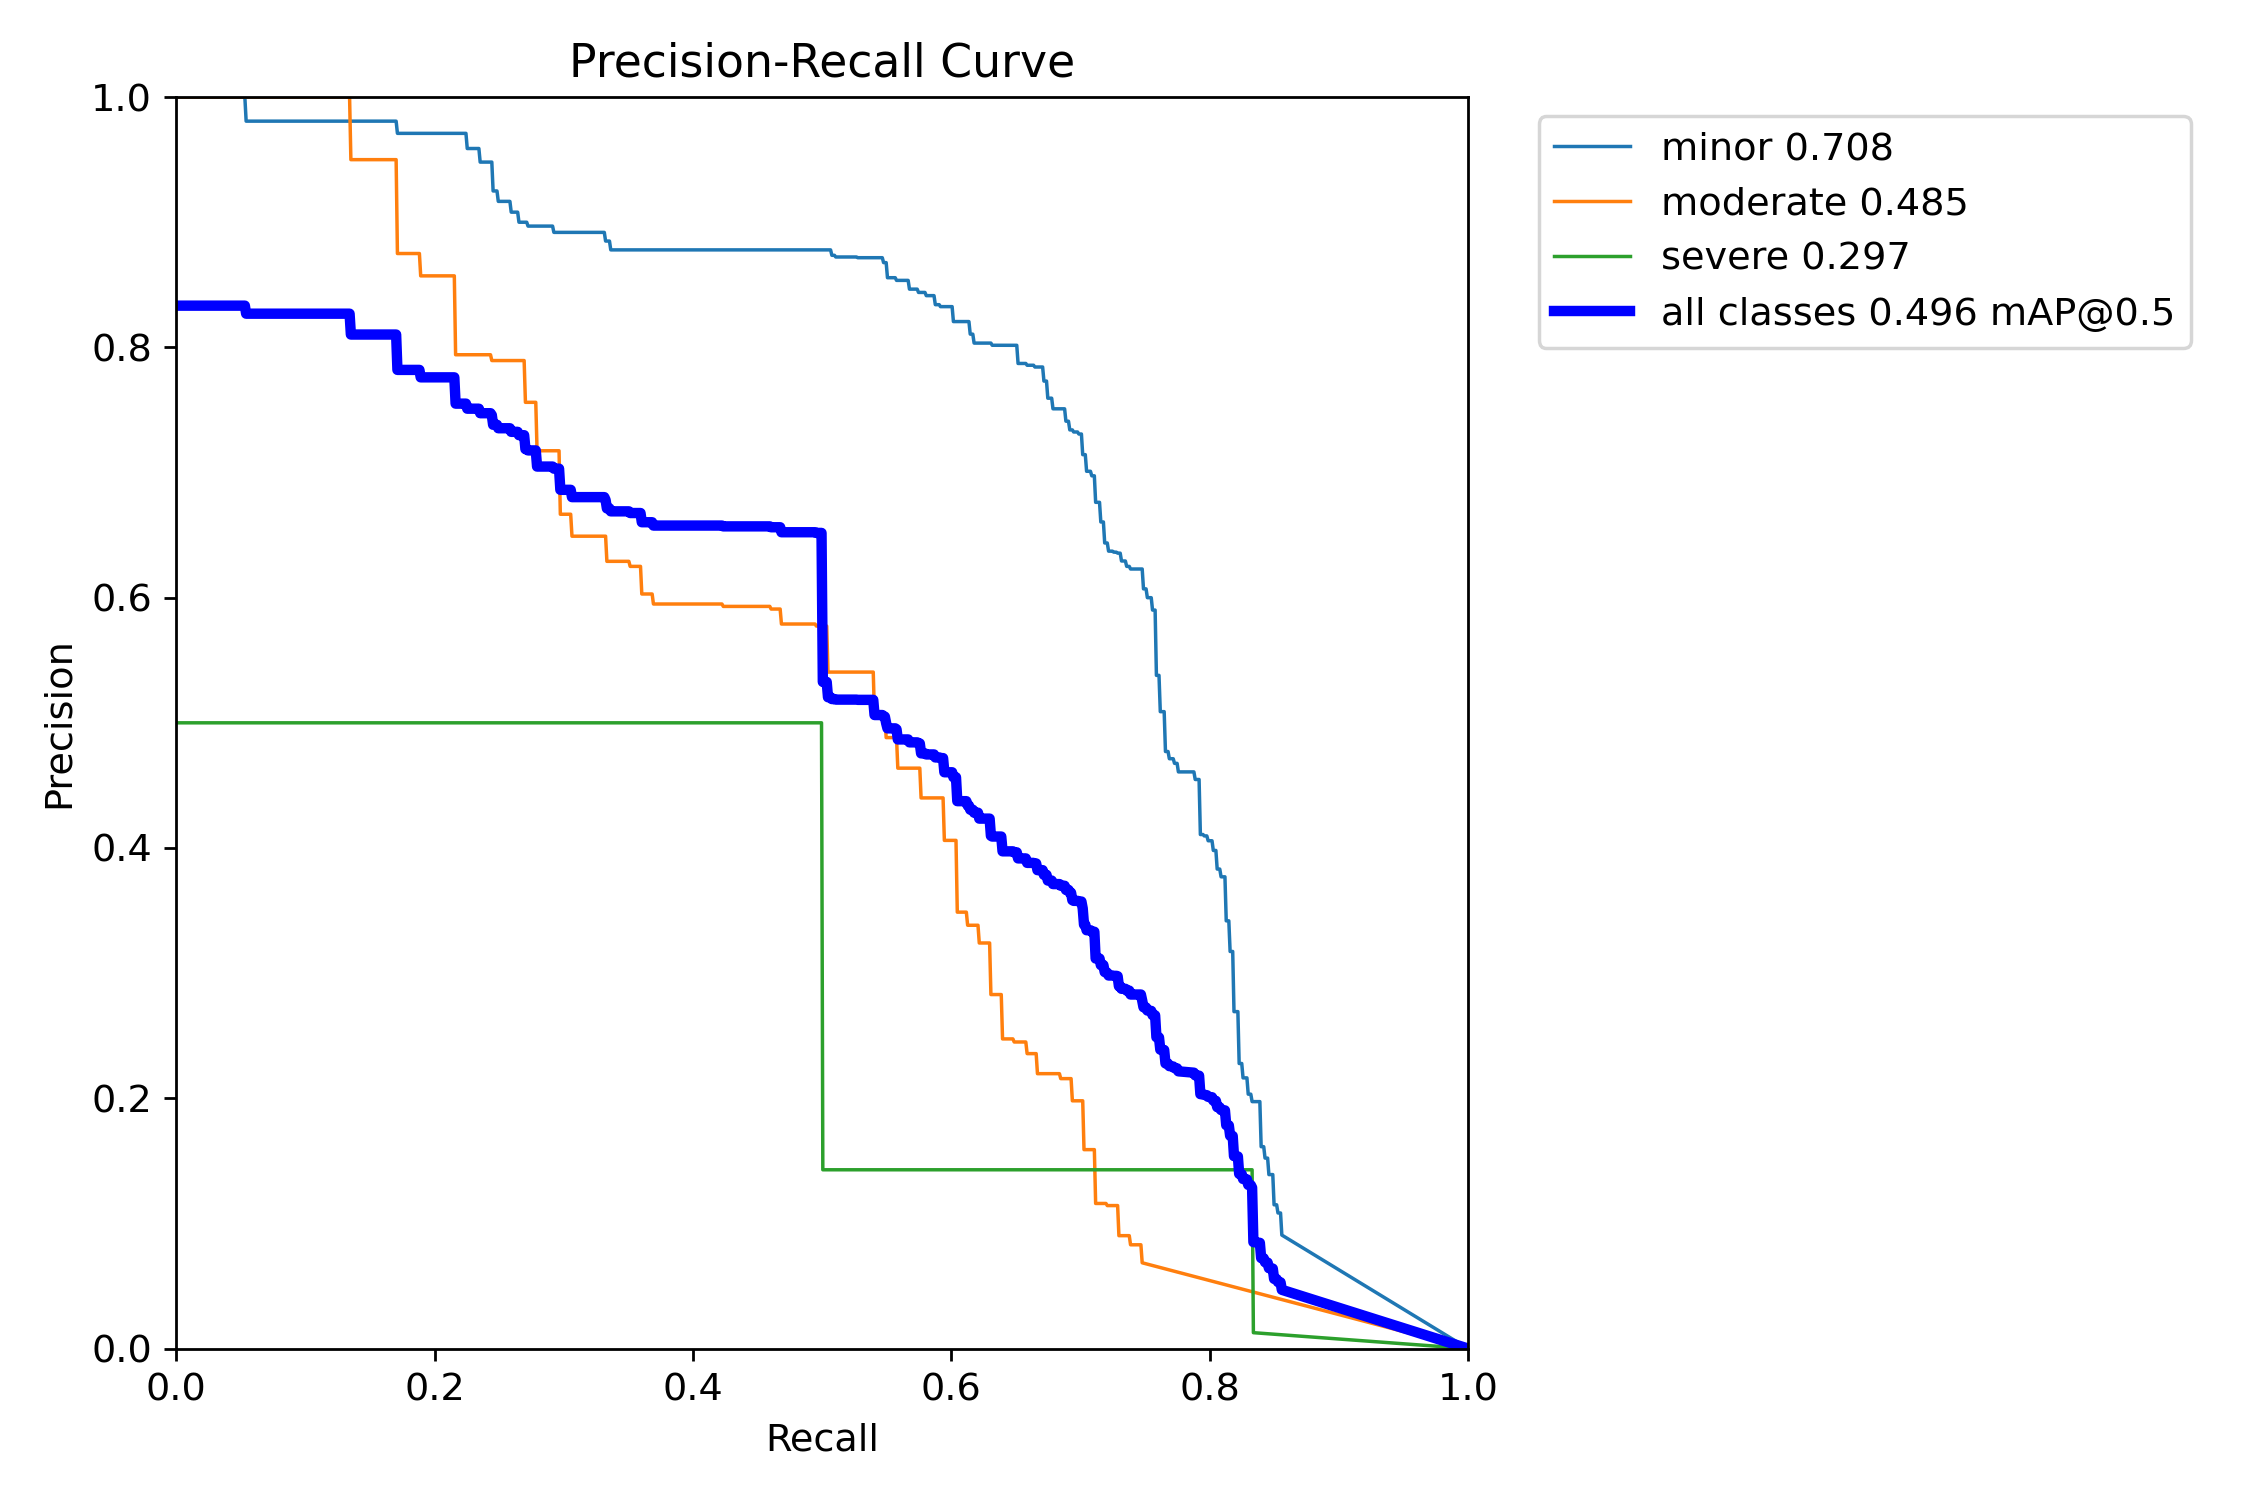 Precision-Recall Curve
1.0
0.8
0.6
0.4
0.2
0.0
Precision
0.0 0.2 0.4 0.6 0.8 1.0
Recall
minor 0.708
moderate 0.485
severe 0.297
all classes 0.496 mAP@0.5